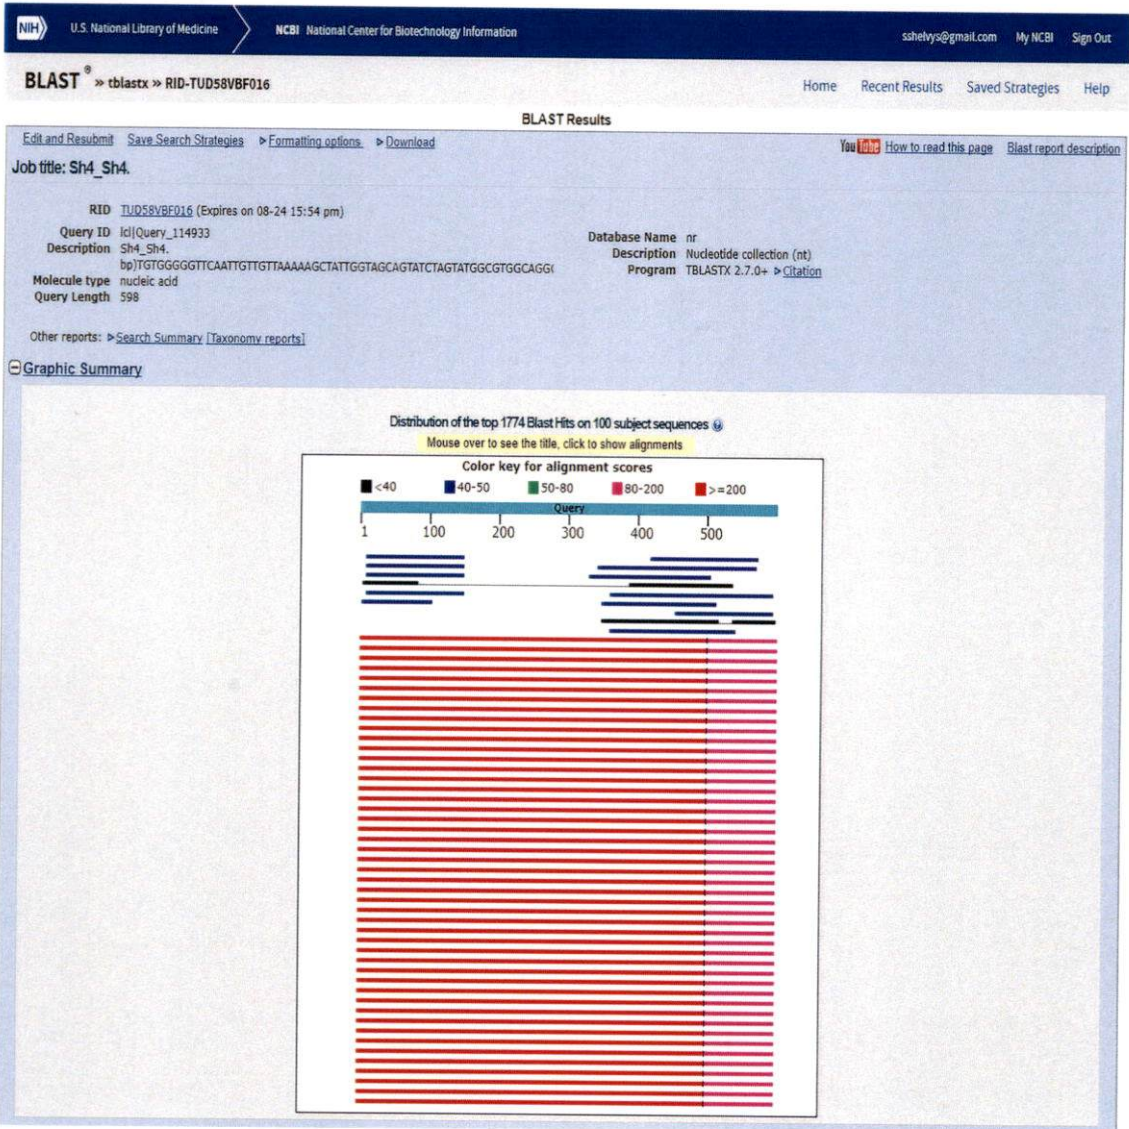 NIH U.S. National Library of Medicine NCBI National Center for Biotechnology Information sshelvys@gmail.com My NCBI Sign Out
BLAST ® » tblastx » RID-TUD58VBF016 Home Recent Results Saved Strategies Help
BLAST Results
Edit and Resubmit Save Search Strategies Formatting options Download YouTube How to read this page Blast report description
Job title: Sh4_Sh4.
RID TUD58VBF016 (Expires on 08-24 15:54 pm)
Query ID lcl|Query_114933
Description Sh4_Sh4.
bp)TGTGGGGGTTCAATTGTTGTTAAAAAGCTATTGGTAGCAGTATCTAGTATGGCGTGGCAGG(
Molecule type nucleic acid
Query Length 598
Database Name nr
Description Nucleotide collection (nt)
Program TBLASTX 2.7.0+ Citation
Other reports: Search Summary [Taxonomy reports]
Graphic Summary
Distribution of the top 1774 Blast Hits on 100 subject sequences
Mouse over to see the title, click to show alignments
Color key for alignment scores
<40 40-50 50-80 80-200 >=200
Query
1 100 200 300 400 500